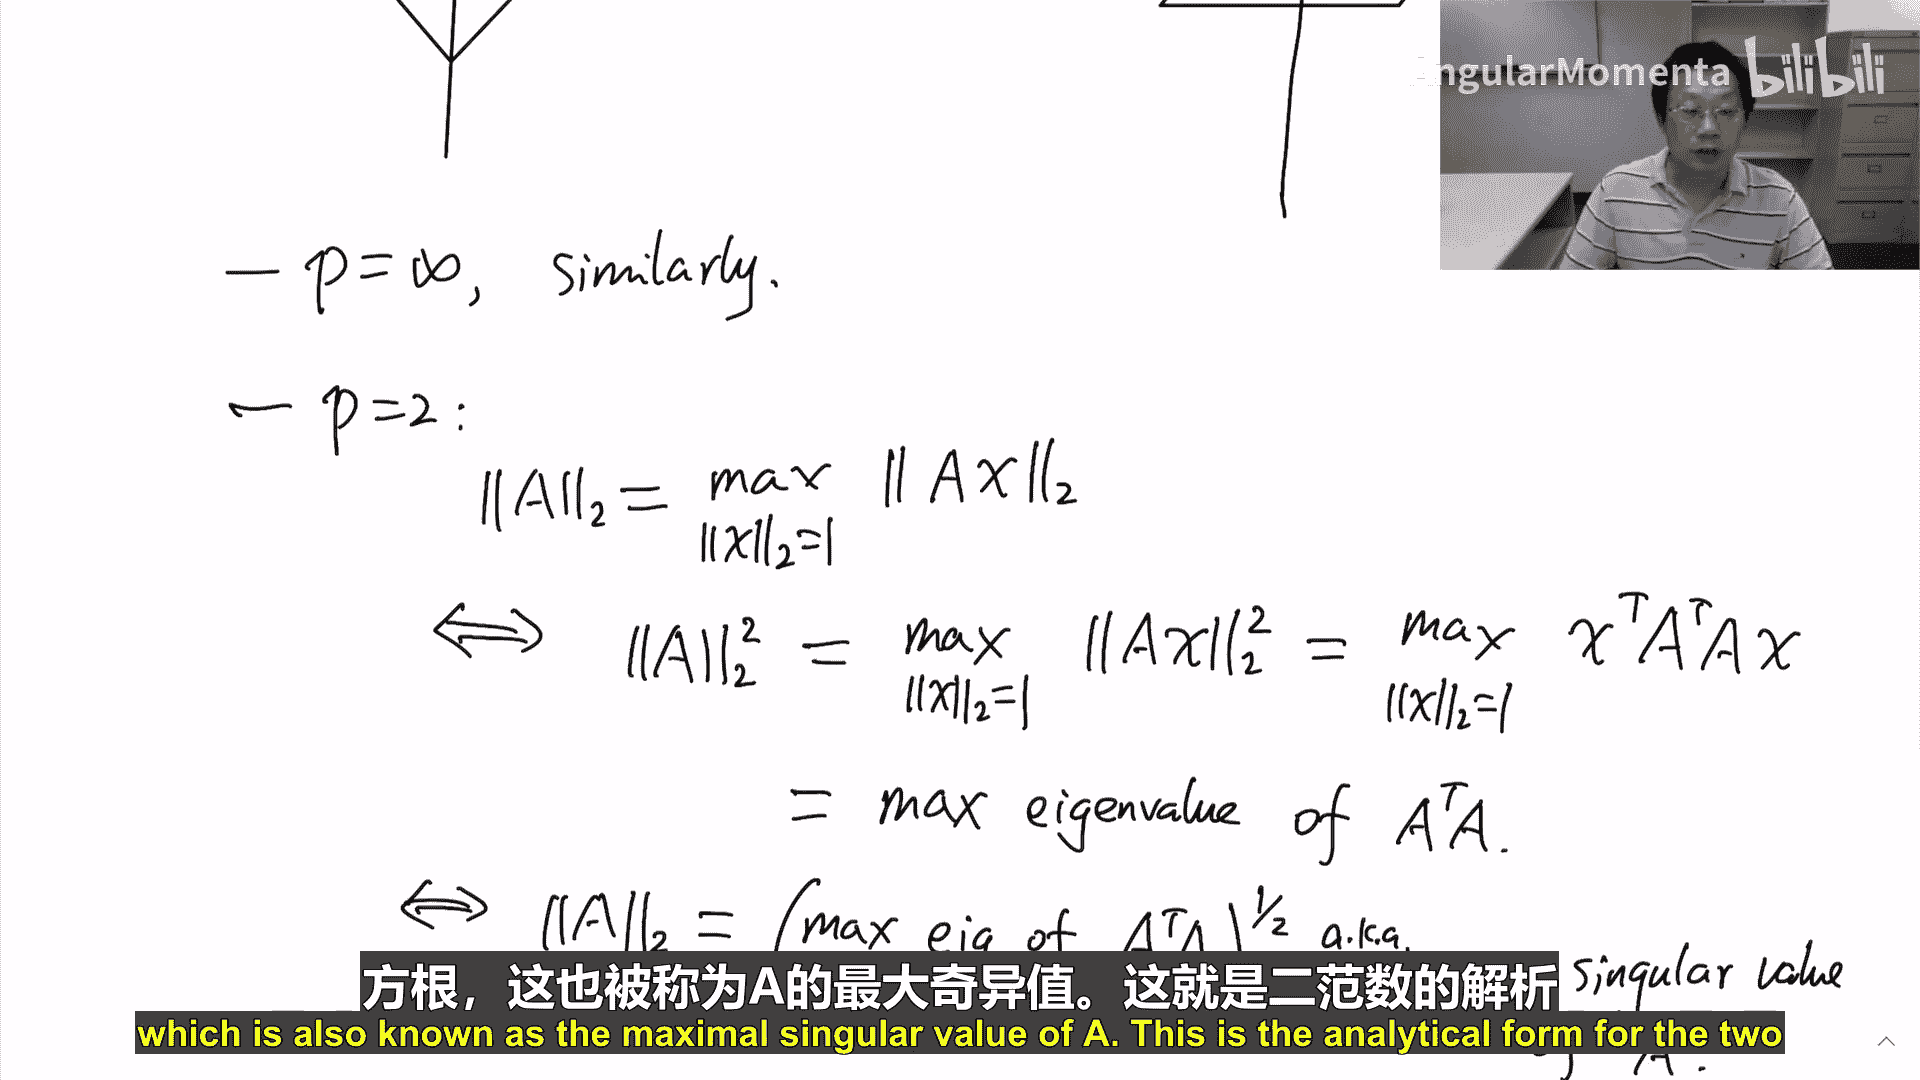 ngularMomenta bilibili
— p = ∞, similarly.
— p = 2 :
||A||₂ = max ||Ax||₂
||x||₂=1
⟺ ||A||₂² = max ||Ax||₂² = max xᵀAᵀAx
||x||₂=1 ||x||₂=1
= max eigenvalue of AᵀA.
⟺ ||A||₂ = (max eig of AᵀA)^1/2 a.k.a.
singular value
A.
方根，这也被称为A的最大奇异值。这就是二范数的解析
which is also known as the maximal singular value of A. This is the analytical form for the two